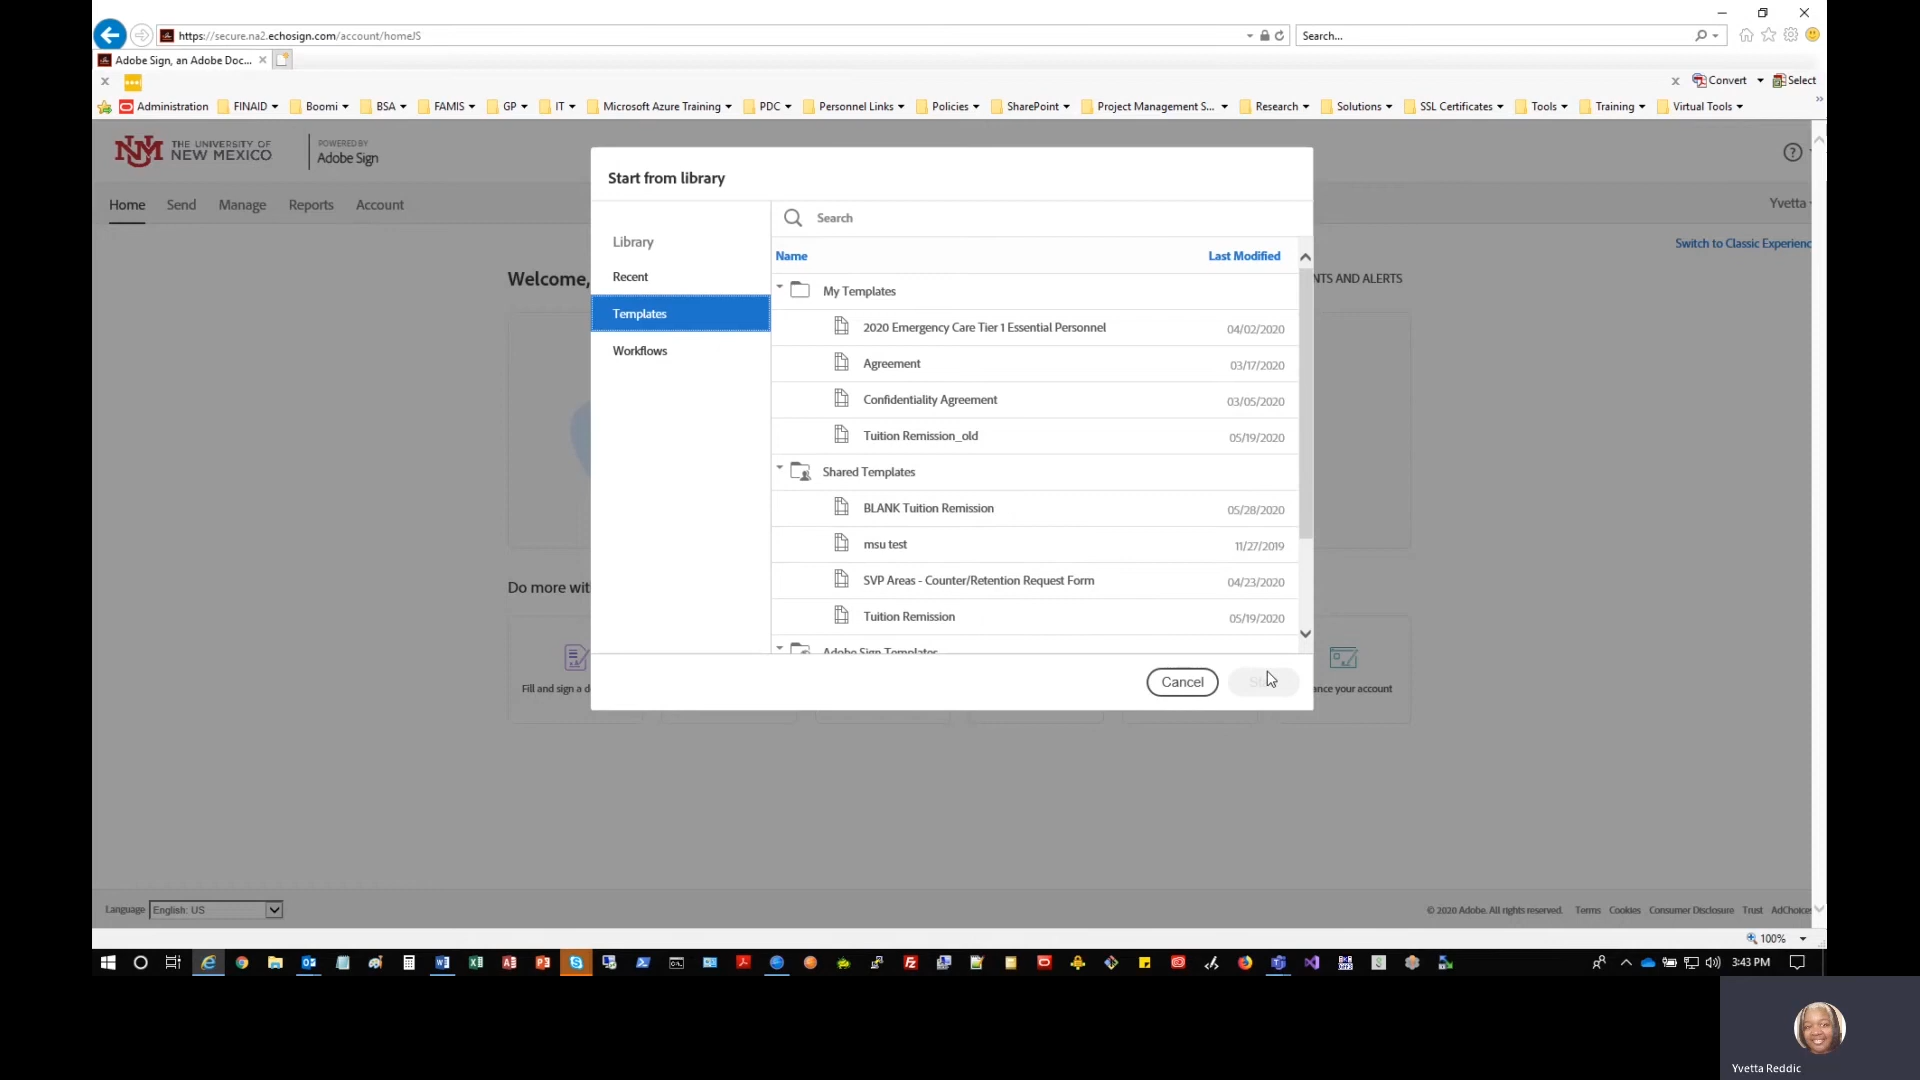 https://secure.na2.echosign.com/account/homeJS
Search...
Adobe Sign, an Adobe Doc...
Convert
Select
Administration
FINAID
Boomi
BSA
FAMIS
GP
IT
Microsoft Azure Training
PDC
Personnel Links
Policies
SharePoint
Project Management S...
Research
Solutions
SSL Certificates
Tools
Training
Virtual Tools
THE UNIVERSITY OF
NEW MEXICO
POWERED BY
Adobe Sign
Home
Send
Manage
Reports
Account
Yvetta
Switch to Classic Experienc
Welcome,
NTS AND ALERTS
Start from library
Search
Library
Recent
Templates
Workflows
Name Last Modified
My Templates
2020 Emergency Care Tier 1 Essential Personnel 04/02/2020
Agreement 03/17/2020
Confidentiality Agreement 03/05/2020
Tuition Remission_old 05/19/2020
Shared Templates
BLANK Tuition Remission 05/28/2020
msu test 11/27/2019
SVP Areas - Counter/Retention Request Form 04/23/2020
Tuition Remission 05/19/2020
Adobe Sign Templates
Cancel
Do more wit
Fill and sign a d
nce your account
Language English: US
© 2020 Adobe. All rights reserved. Terms Cookies Consumer Disclosure Trust AdChoices
100%
3:43 PM
Yvetta Reddic